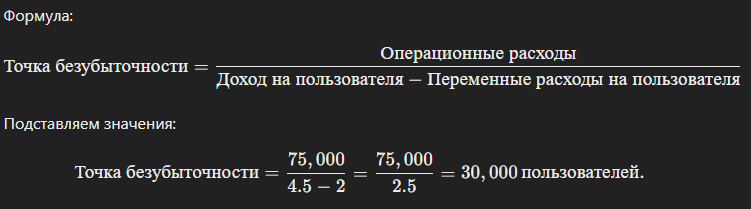 Формула:
Точка безубыточности = Операционные расходы / Доход на пользователя − Переменные расходы на пользователя
Подставляем значения:
Точка безубыточности = 75,000 / 4.5 − 2 = 75,000 / 2.5 = 30,000 пользователей.